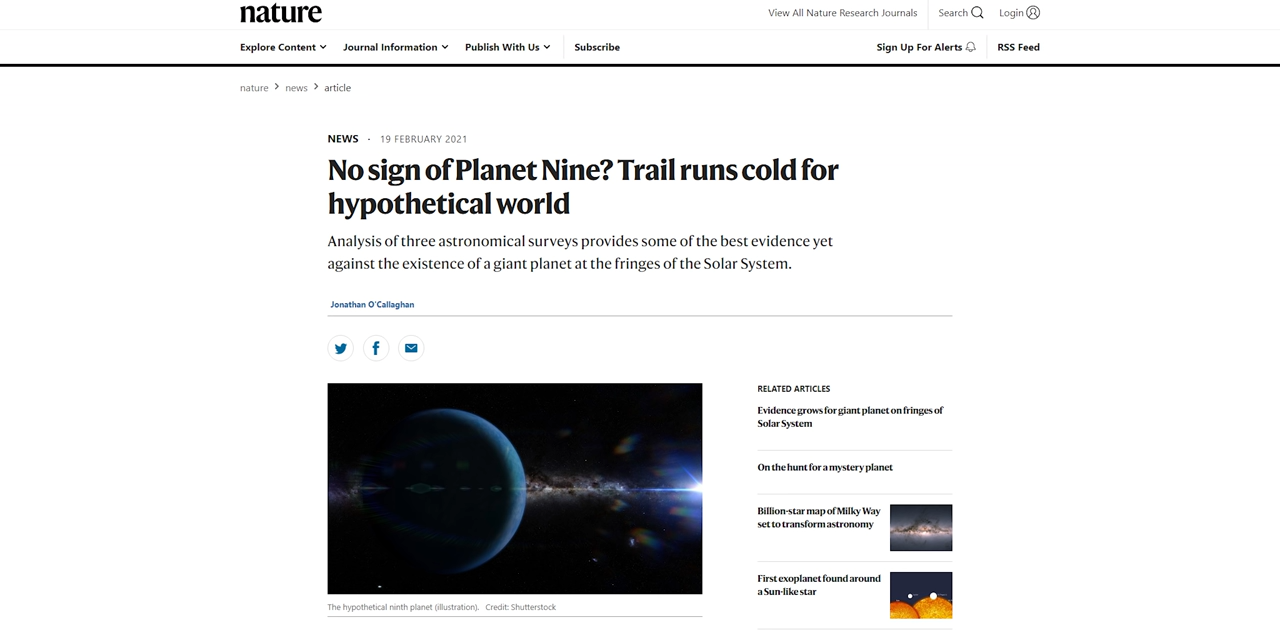 nature
View All Nature Research Journals
Search
Login
Explore Content
Journal Information
Publish With Us
Subscribe
Sign Up For Alerts
RSS Feed
nature
news
article
NEWS · 19 FEBRUARY 2021
No sign of Planet Nine? Trail runs cold for
hypothetical world
Analysis of three astronomical surveys provides some of the best evidence yet
against the existence of a giant planet at the fringes of the Solar System.
Jonathan O'Callaghan
The hypothetical ninth planet (illustration). Credit: Shutterstock
RELATED ARTICLES
Evidence grows for giant planet on fringes of
Solar System
On the hunt for a mystery planet
Billion-star map of Milky Way
set to transform astronomy
First exoplanet found around
a Sun-like star